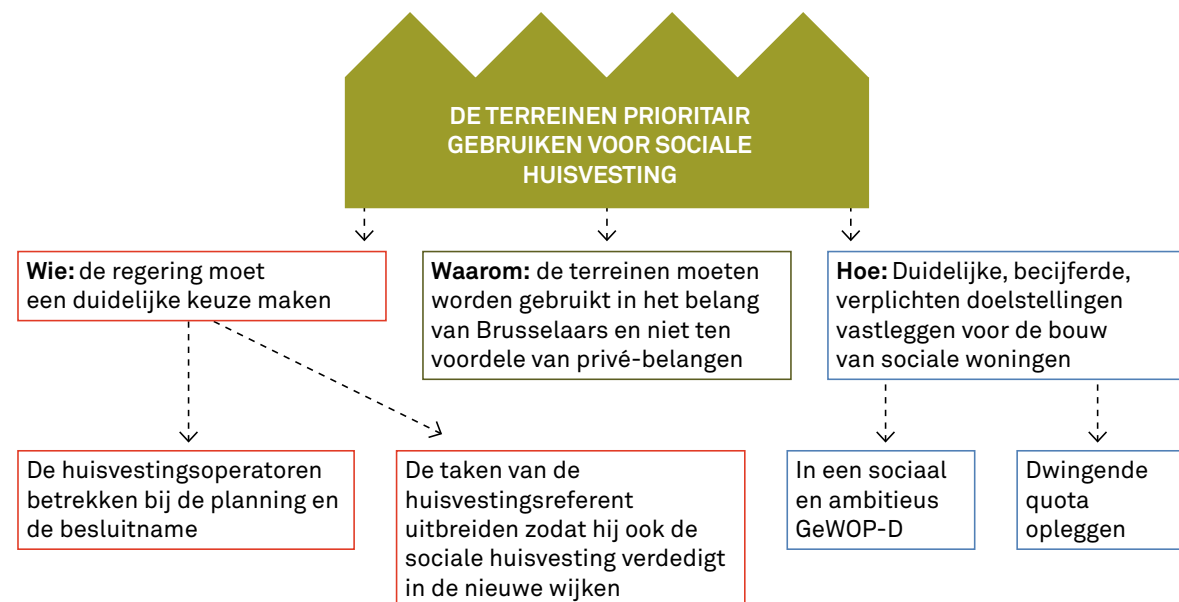 DE TERREINEN PRIORITAIR
GEBRUIKEN VOOR SOCIALE
HUISVESTING
Wie: de regering moet
een duidelijke keuze maken
Waarom: de terreinen moeten
worden gebruikt in het belang
van Brusselaars en niet ten
voordele van privé-belangen
Hoe: Duidelijke, becijferde,
verplichten doelstellingen
vastleggen voor de bouw
van sociale woningen
De huisvestingsoperatoren
betrekken bij de planning en
de besluitname
De taken van de
huisvestingsreferent
uitbreiden zodat hij ook de
sociale huisvesting verdedigt
in de nieuwe wijken
In een sociaal
en ambitieus
GeWOP-D
Dwingende
quota
opleggen